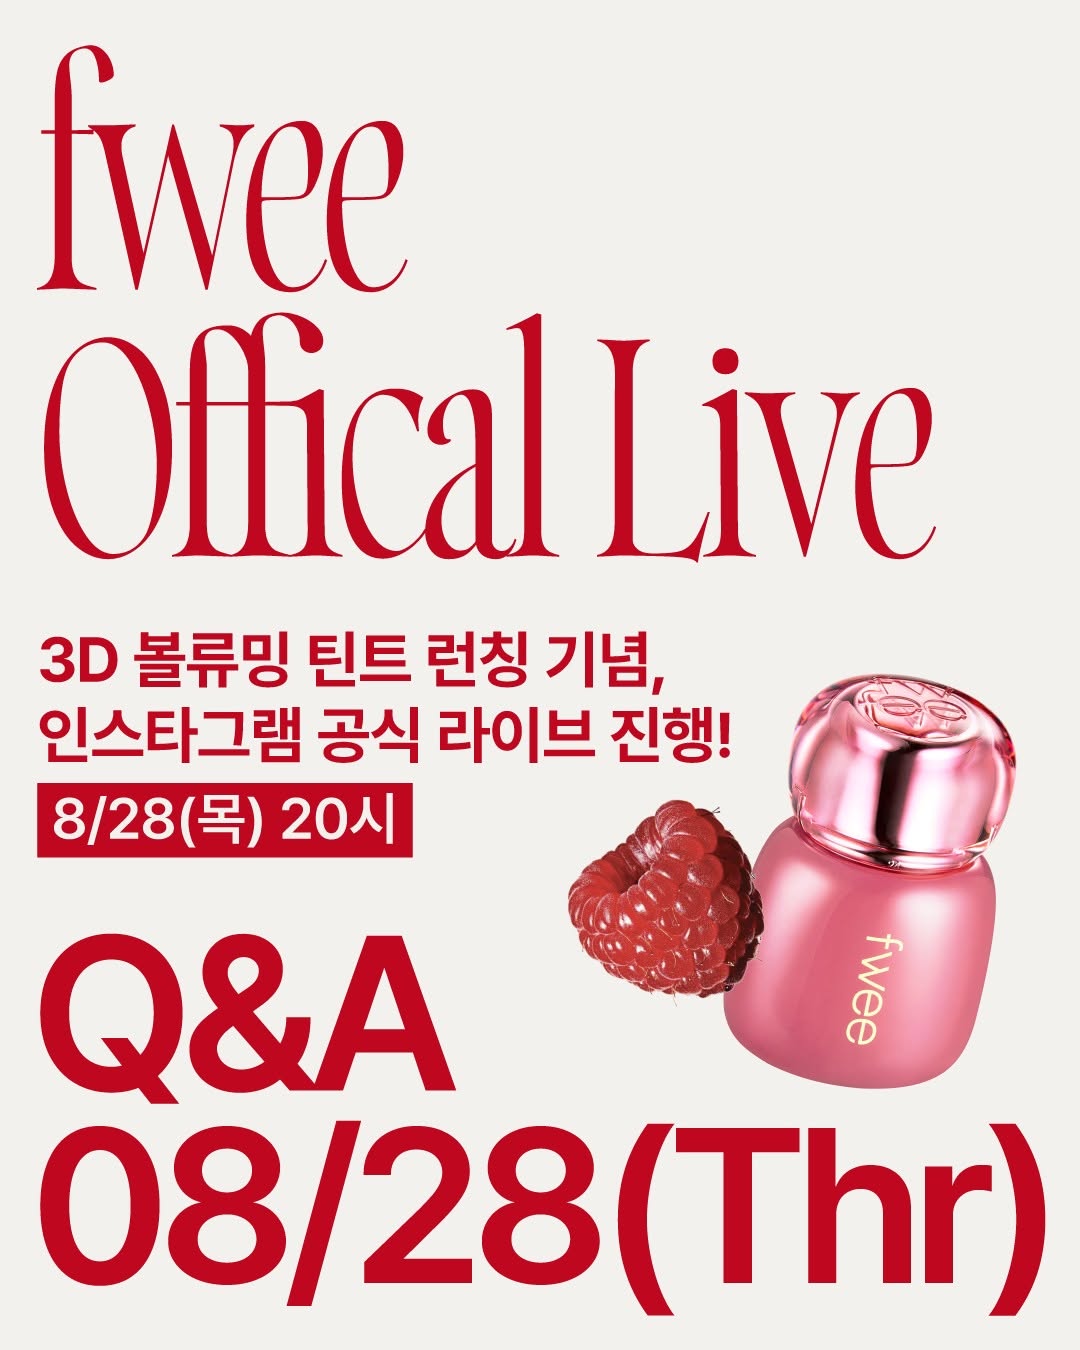 fwee
Offical Live
3D 볼류밍 틴트 런칭 기념,
인스타그램 공식 라이브 진행!
8/28(목) 20시
fwee
Q&A
08/28(Thr)